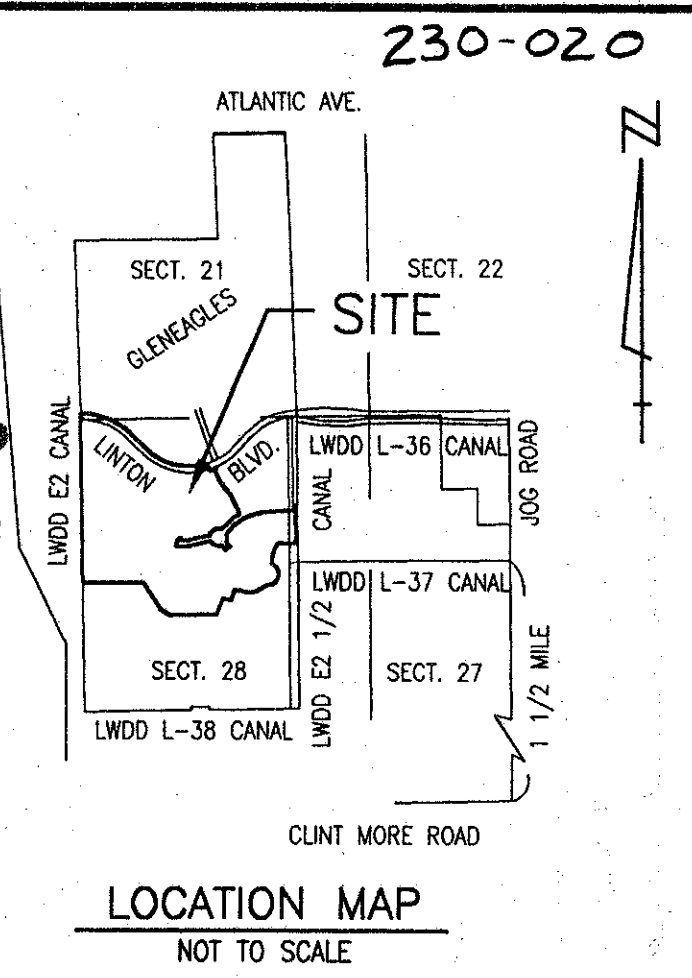 230-020
ATLANTIC AVE.
N
SECT. 21
SECT. 22
GLENEAGLES
SITE
LWDD E2 CANAL
LINTON
BLVD.
LWDD L-36 CANAL
CANAL
JOG ROAD
LWDD L-37 CANAL
LWDD E2 1/2
SECT. 28
SECT. 27
1 1/2 MILE
LWDD L-38 CANAL
CLINT MORE ROAD
LOCATION MAP
NOT TO SCALE